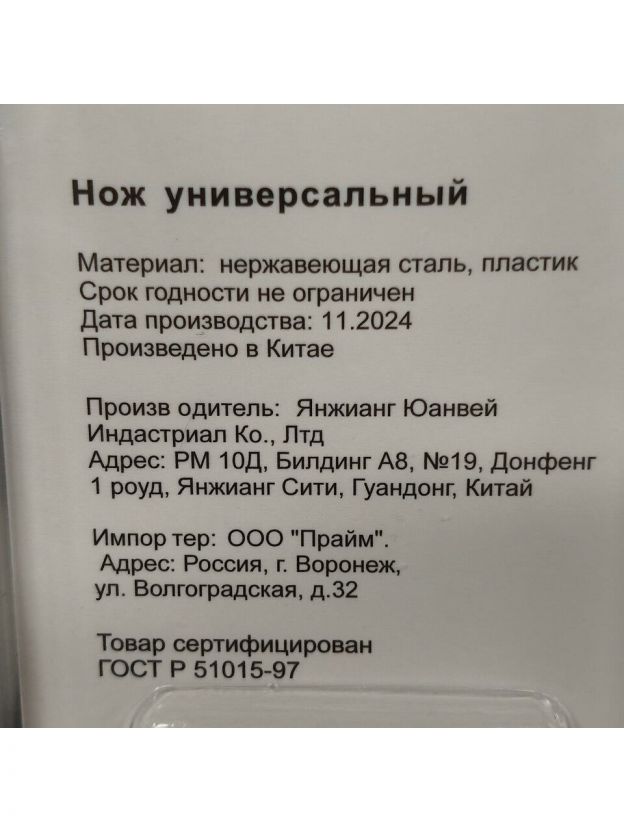 Нож универсальный
Материал: нержавеющая сталь, пластик
Срок годности не ограничен
Дата производства: 11.2024
Произведено в Китае
Произв одитель: Янжианг Юанвей
Индастриал Ко., Лтд
Адрес: РМ 10Д, Билдинг А8, №19, Донфенг
1 роуд, Янжианг Сити, Гуандонг, Китай
Импор тер: ООО "Прайм".
Адрес: Россия, г. Воронеж,
ул. Волгоградская, д.32
Товар сертифицирован
ГОСТ Р 51015-97